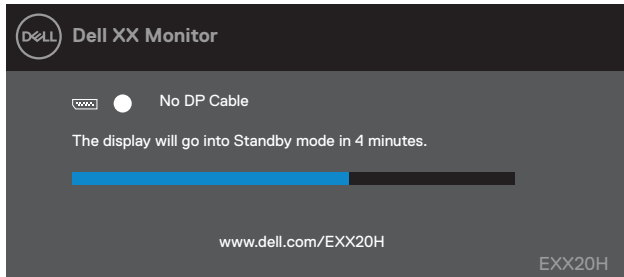 DELL Dell XX Monitor
No DP Cable
The display will go into Standby mode in 4 minutes.
www.dell.com/EXX20H
EXX20H